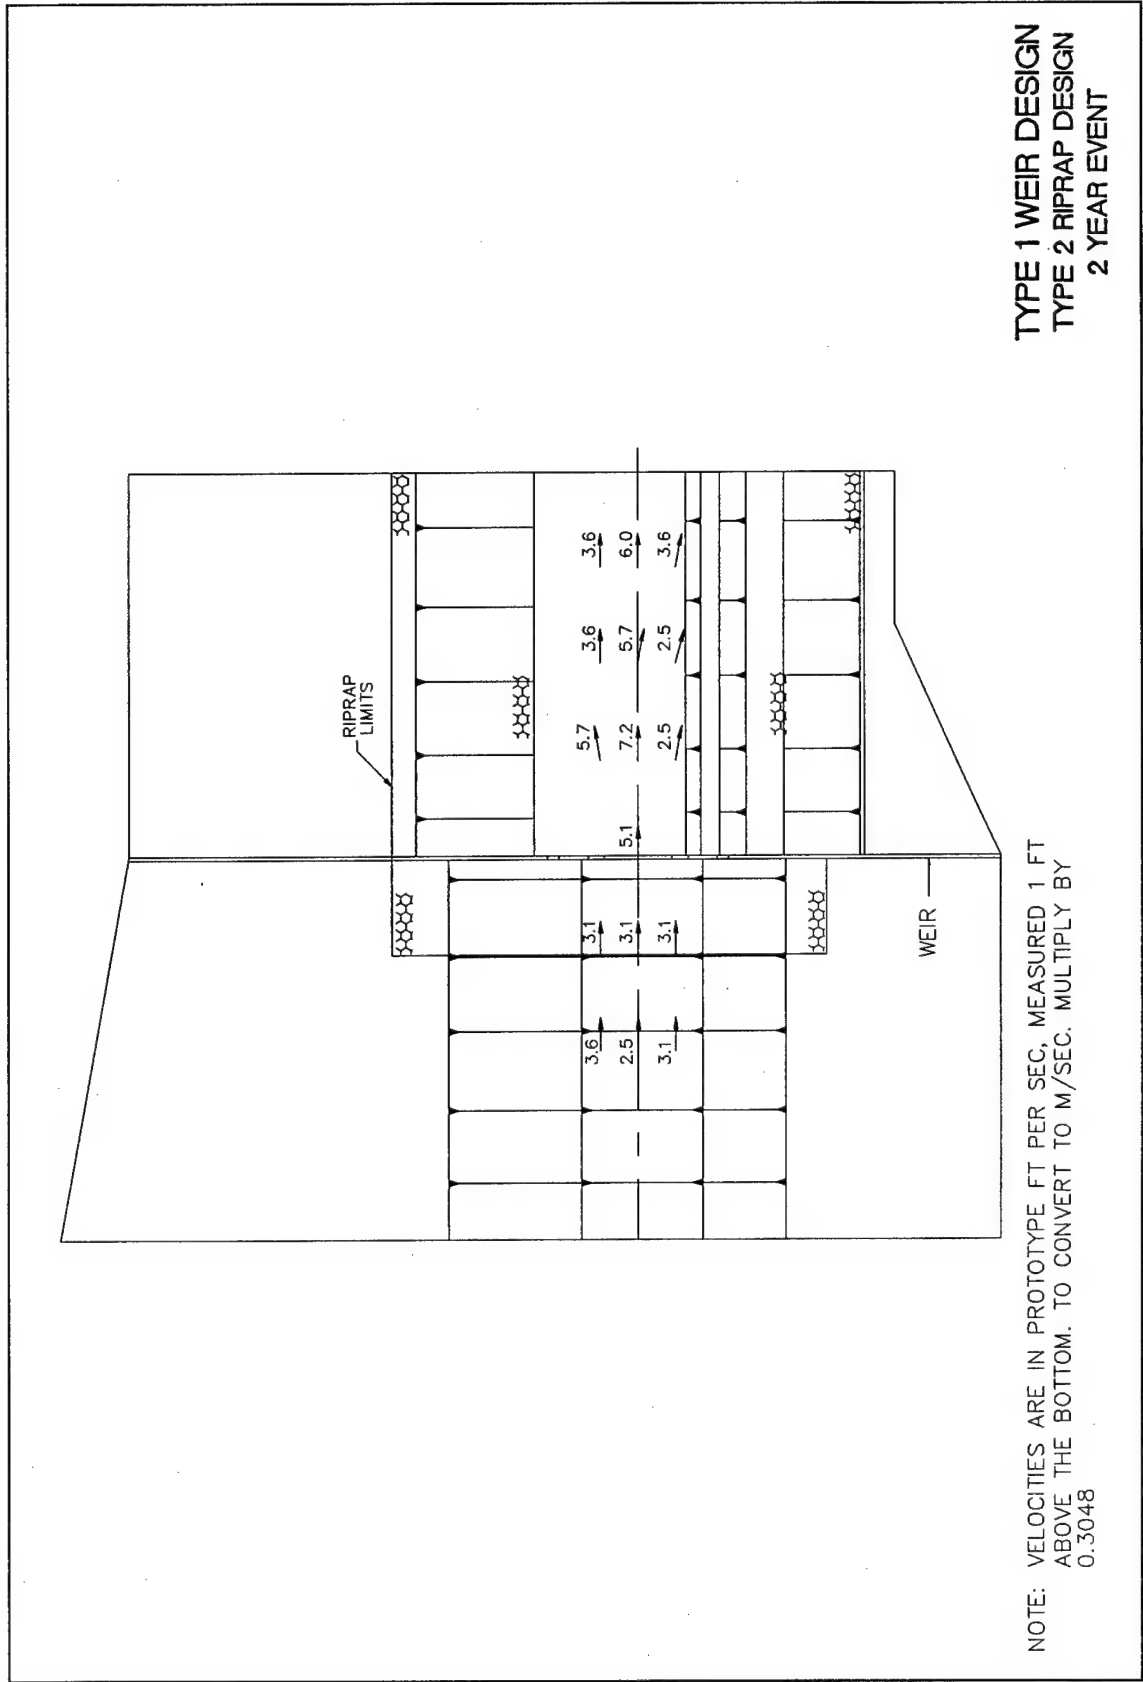 RIPRAP
LIMITS
3.6 3.1 5.7 3.6 3.6
2.5 3.1 5.1 7.2 5.7 6.0
3.1 3.1 2.5 2.5 3.6
WEIR
NOTE: VELOCITIES ARE IN PROTOTYPE FT PER SEC, MEASURED 1 FT
ABOVE THE BOTTOM. TO CONVERT TO M/SEC. MULTIPLY BY
0.3048
TYPE 1 WEIR DESIGN
TYPE 2 RIPRAP DESIGN
2 YEAR EVENT